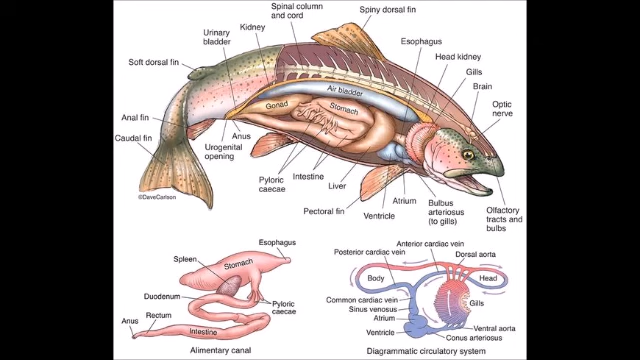 Spinal column
and cord
Spiny dorsal fin
Kidney
Urinary
bladder
Esophagus
Head kidney
Soft dorsal fin
Gills
Brain
Air bladder
Optic
nerve
Gonad
Stomach
Anal fin
Anus
Caudal fin
Urogenital
opening
Pyloric
caecae
Intestine
Liver
Pectoral fin
Ventricle
Atrium
Bulbus
arteriosus
(to gills)
Olfactory
tracts and
bulbs
©DaveCarlson
Esophagus
Spleen
Stomach
Duodenum
Pyloric
caecae
Rectum
Anus
Intestine
Alimentary canal
Anterior cardiac vein
Posterior cardiac vein
Dorsal aorta
Body
Head
Common cardiac vein
Sinus venosus
Gills
Atrium
Ventricle
Ventral aorta
Conus arteriosus
Diagrammatic circulatory system